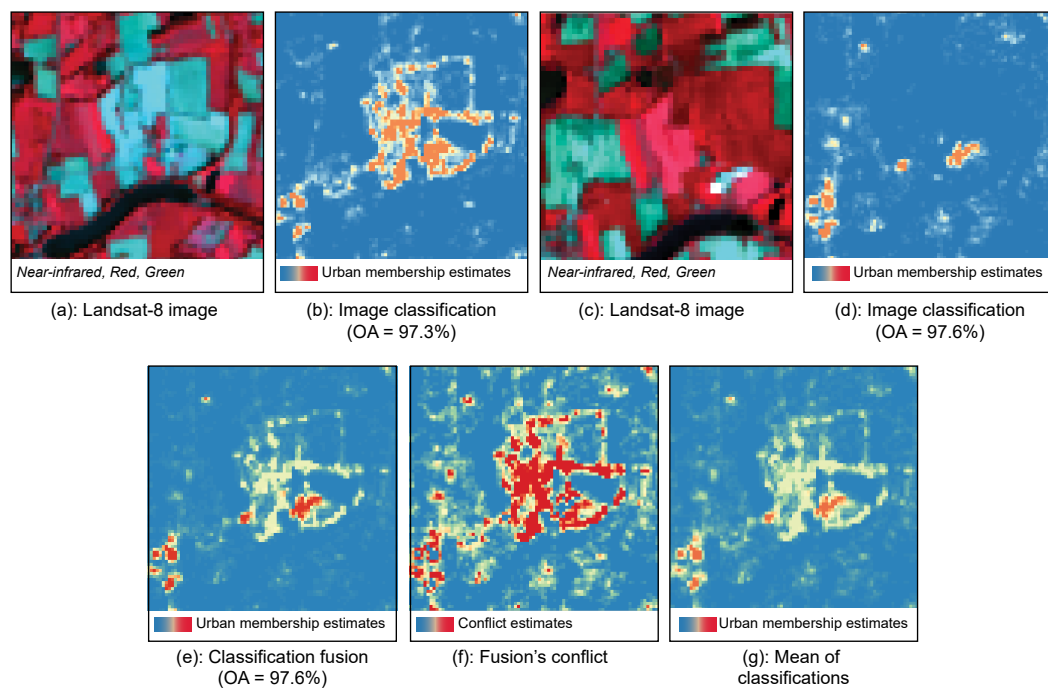 Near-infrared, Red, Green
Urban membership estimates
Near-infrared, Red, Green
Urban membership estimates
(a): Landsat-8 image
(b): Image classification
(OA = 97.3%)
(c): Landsat-8 image
(d): Image classification
(OA = 97.6%)
Urban membership estimates
Conflict estimates
Urban membership estimates
(e): Classification fusion
(OA = 97.6%)
(f): Fusion's conflict
(g): Mean of
classifications